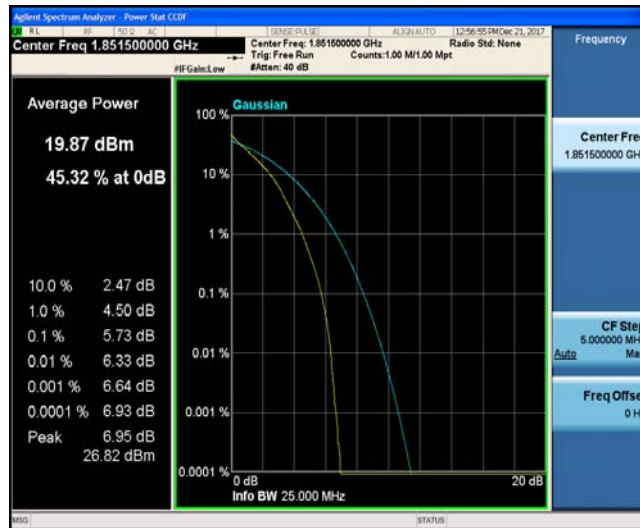 Agilent Spectrum Analyzer - Power Stat CCDF
RL RF 50 Ω AC SENSE:PULSE ALIGN AUTO 12:56:55 PM Dec 21, 2017
Center Freq 1.851500000 GHz
Center Freq: 1.851500000 GHz Radio Std: None
Trig: Free Run Counts:1.00 M/1.00 Mpt
#IFGain:Low #Atten: 40 dB
Frequency
Average Power
19.87 dBm
45.32 % at 0dB
10.0 % 2.47 dB
1.0 % 4.50 dB
0.1 % 5.73 dB
0.01 % 6.33 dB
0.001 % 6.64 dB
0.0001 % 6.93 dB
Peak 6.95 dB
26.82 dBm
Gaussian
100 %
10 %
1 %
0.1 %
0.01 %
0.001 %
0.0001 %
0 dB 20 dB
Info BW 25.000 MHz
Center Fre
1.851500000 GH
CF Step
5.000000 MH
Auto Ma
Freq Offse
0 H
MSG STATUS